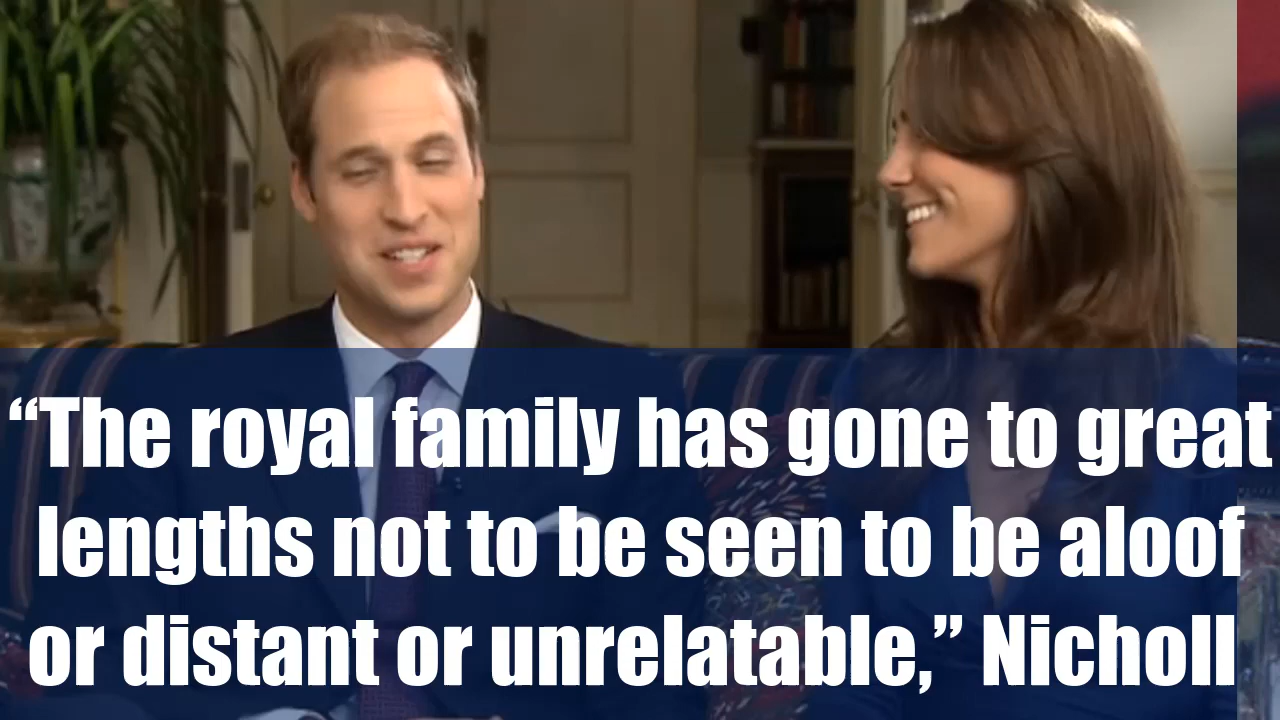 “The royal family has gone to great
lengths not to be seen to be aloof
or distant or unrelatable,” Nicholl